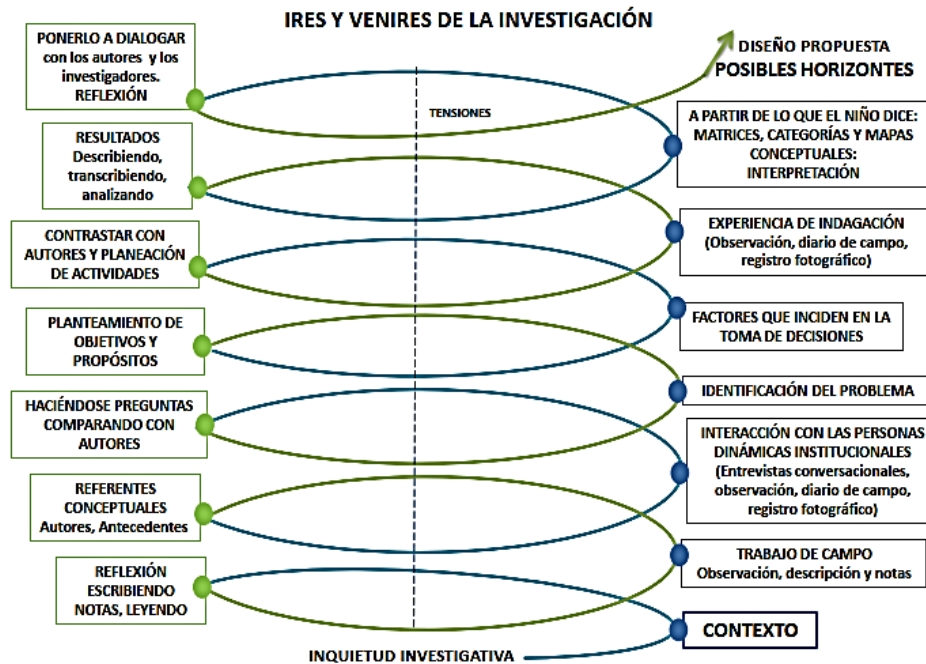 IRES Y VENIRES DE LA INVESTIGACIÓN
PONERLO A DIALOGAR
con los autores y los
investigadores.
REFLEXIÓN
DISEÑO PROPUESTA
POSIBLES HORIZONTES
TENSIONES
A PARTIR DE LO QUE EL NIÑO DICE:
MATRICES, CATEGORÍAS Y MAPAS
CONCEPTUALES:
INTERPRETACIÓN
RESULTADOS
Describiendo,
transcribiendo,
analizando
EXPERIENCIA DE INDAGACIÓN
(Observación, diario de campo,
registro fotográfico)
CONTRASTAR CON
AUTORES Y PLANEACIÓN
DE ACTIVIDADES
FACTORES QUE INCIDEN EN LA
TOMA DE DECISIONES
PLANTEAMIENTO DE
OBJETIVOS Y
PROPÓSITOS
IDENTIFICACIÓN DEL PROBLEMA
HACIÉNDOSE PREGUNTAS
COMPARANDO CON
AUTORES
INTERACCIÓN CON LAS PERSONAS
DINÁMICAS INSTITUCIONALES
(Entrevistas conversacionales,
observación, diario de campo,
registro fotográfico)
REFERENTES
CONCEPTUALES
Autores, Antecedentes
TRABAJO DE CAMPO
Observación, descripción y notas
REFLEXIÓN
ESCRIBIENDO
NOTAS, LEYENDO
CONTEXTO
INQUIETUD INVESTIGATIVA